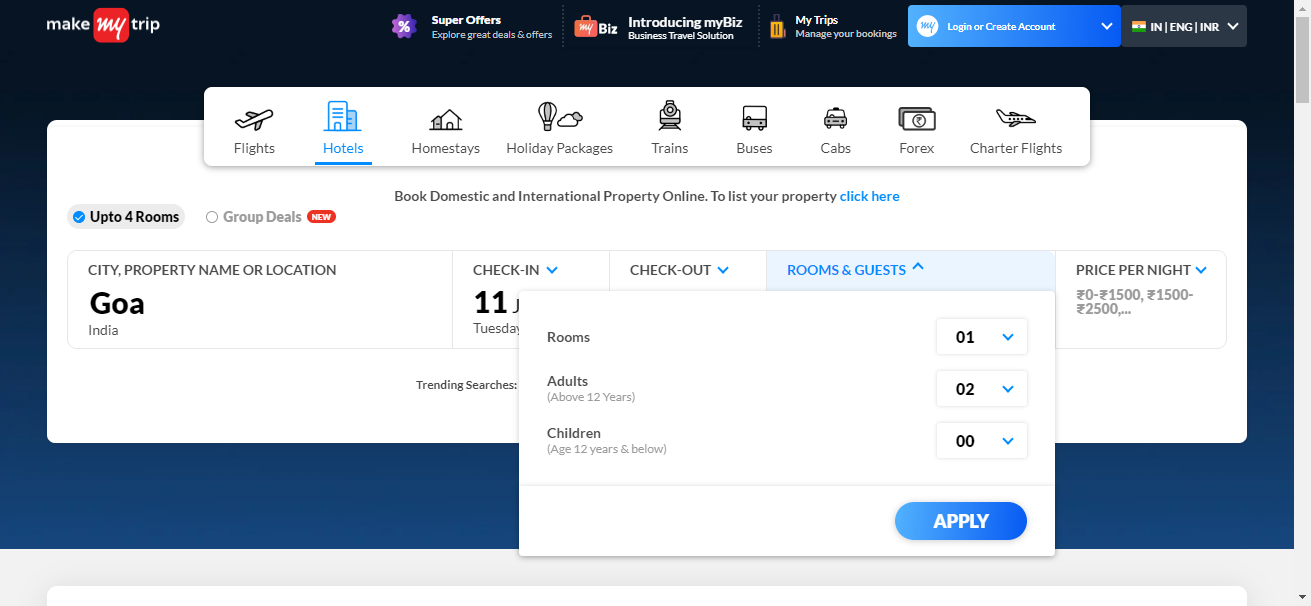 make my trip
%
Super Offers
Explore great deals & offers
my Biz
Introducing myBiz
Business Travel Solution
My Trips
Manage your bookings
my
Login or Create Account
IN | ENG | INR
Flights
Hotels
Homestays
Holiday Packages
Trains
Buses
Cabs
Forex
Charter Flights
Book Domestic and International Property Online. To list your property click here
Upto 4 Rooms
Group Deals NEW
CITY, PROPERTY NAME OR LOCATION
Goa
India
CHECK-IN
11
Tuesday
CHECK-OUT
ROOMS & GUESTS
PRICE PER NIGHT
₹0-₹1500, ₹1500-
₹2500,...
Rooms
01
Adults
(Above 12 Years)
02
Children
(Age 12 years & below)
00
Trending Searches:
APPLY